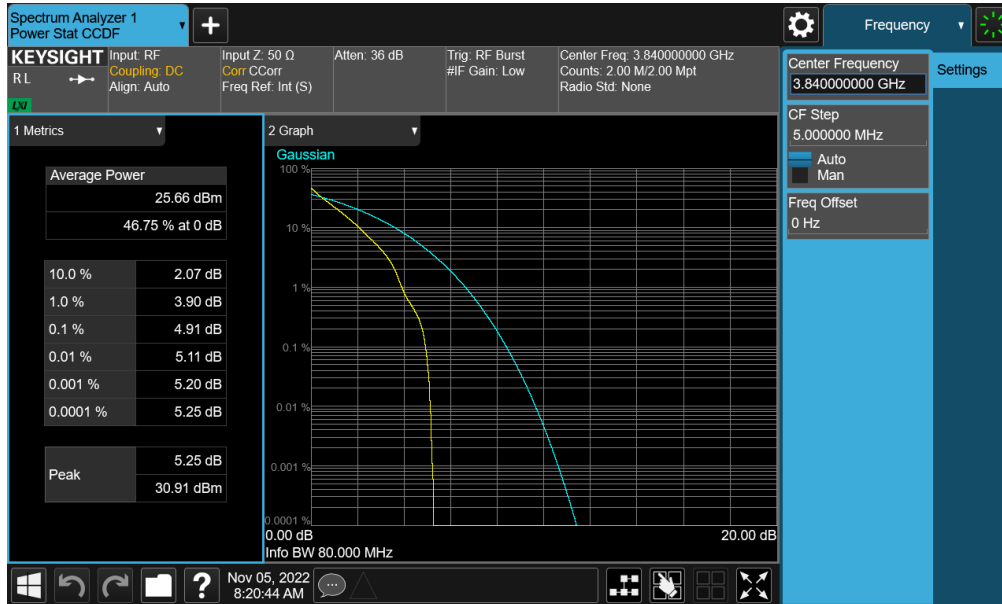 Spectrum Analyzer 1
Power Stat CCDF
Frequency
KEYSIGHT
R L
LXI
Input: RF
Coupling: DC
Align: Auto
Input Z: 50 Ω
Corr CCorr
Freq Ref: Int (S)
Atten: 36 dB
Trig: RF Burst
#IF Gain: Low
Center Freq: 3.840000000 GHz
Counts: 2.00 M/2.00 Mpt
Radio Std: None
Center Frequency
3.840000000 GHz
Settings
CF Step
5.000000 MHz
Auto
Man
Freq Offset
0 Hz
1 Metrics
Average Power
25.66 dBm
46.75 % at 0 dB
10.0 % 2.07 dB
1.0 % 3.90 dB
0.1 % 4.91 dB
0.01 % 5.11 dB
0.001 % 5.20 dB
0.0001 % 5.25 dB
Peak
5.25 dB
30.91 dBm
2 Graph
Gaussian
100 %
10 %
1 %
0.1 %
0.01 %
0.001 %
0.0001 %
0.00 dB 20.00 dB
Info BW 80.000 MHz
?
Nov 05, 2022
8:20:44 AM